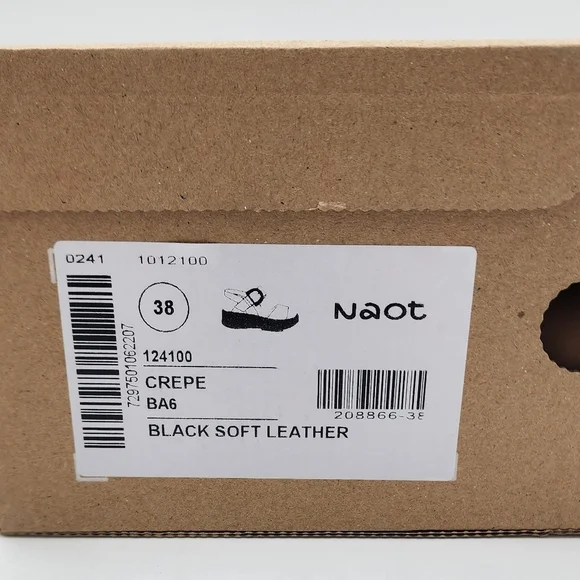 0241 1012100
38
Naot
124100
CREPE
BA6
BLACK SOFT LEATHER
7297501062207
208866-38